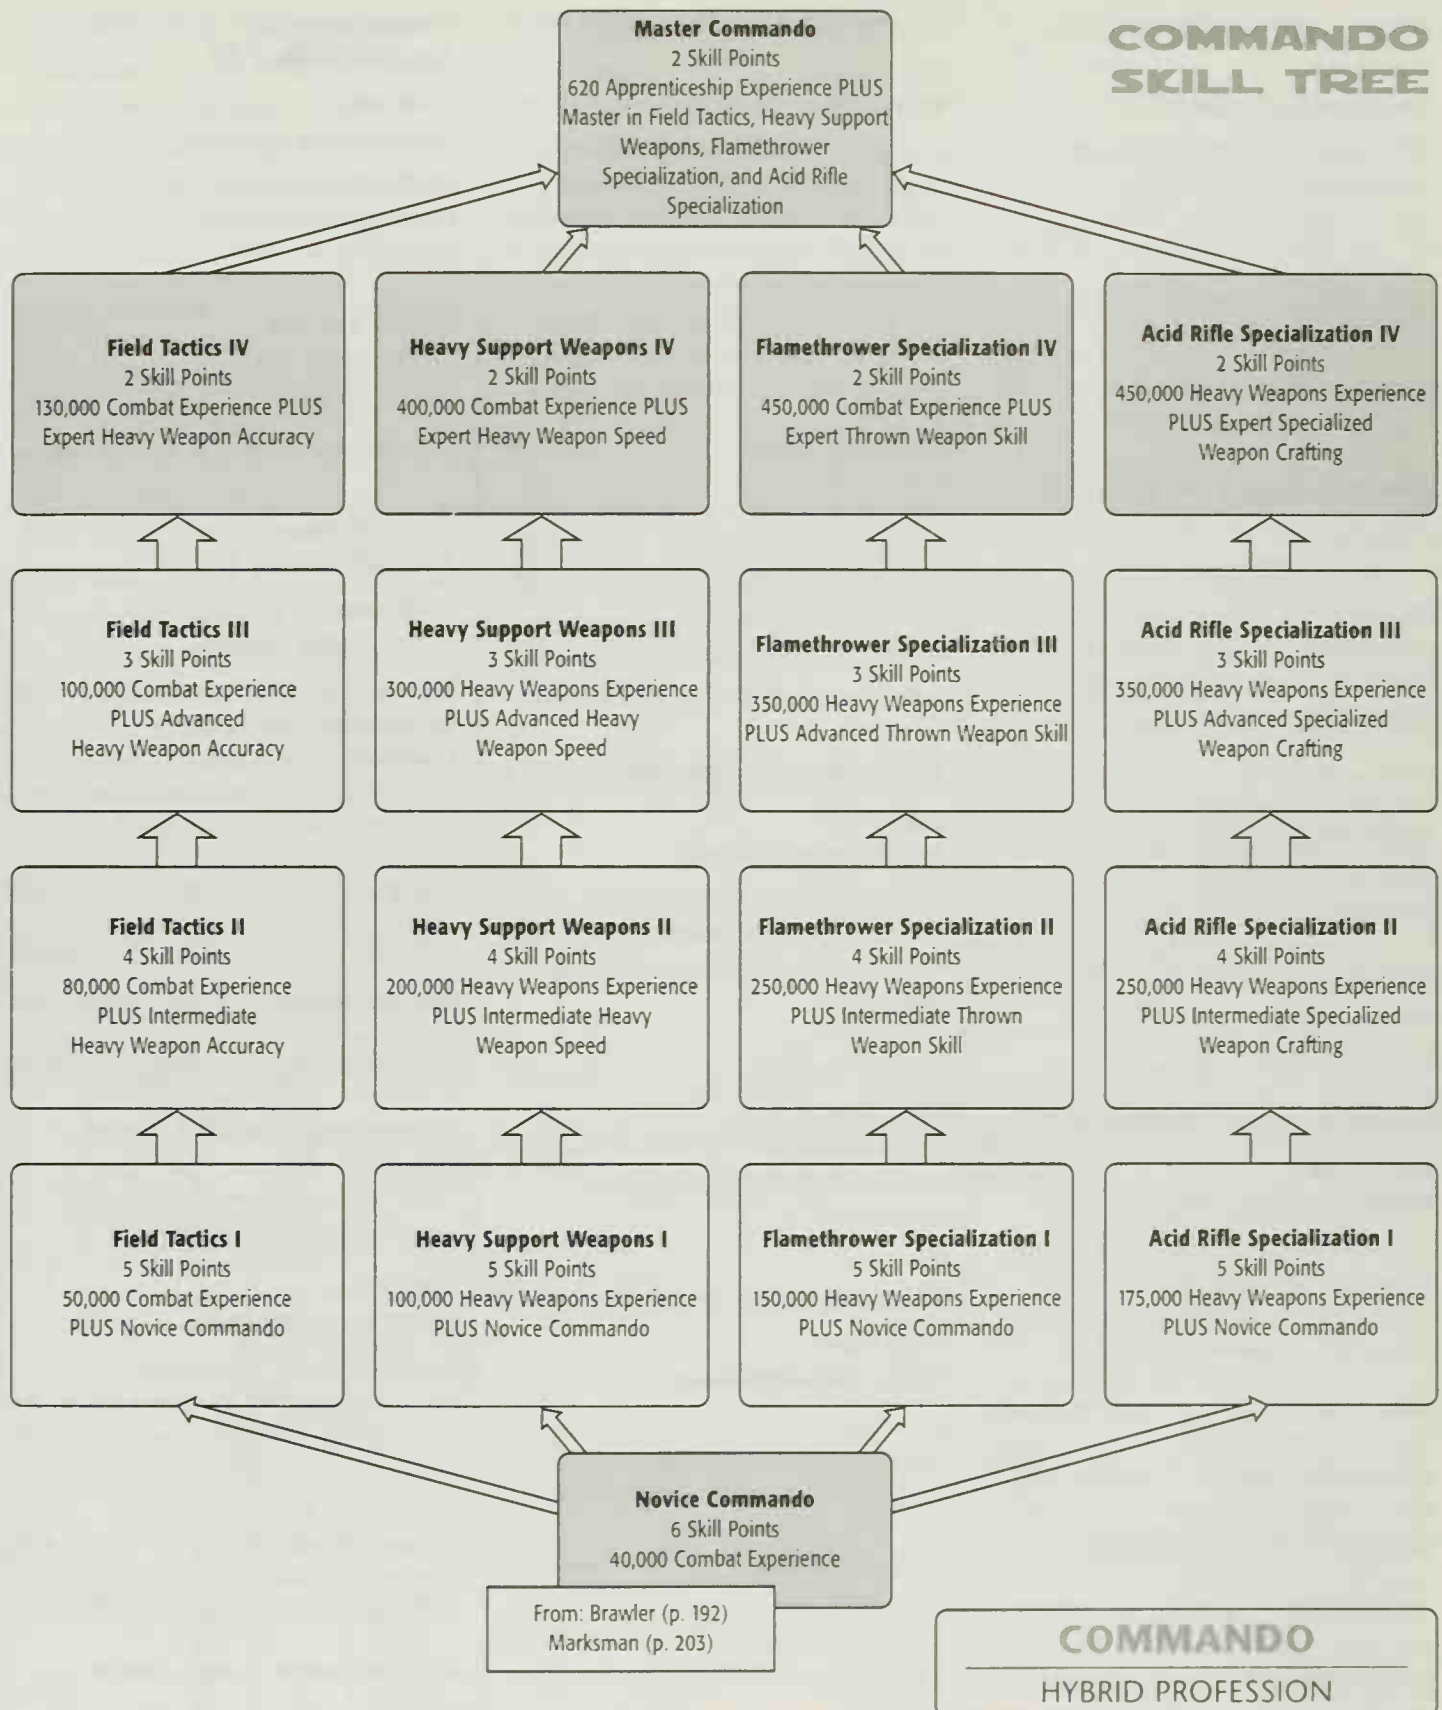 COMMANDO
SKILL TREE
Master Commando
2 Skill Points
620 Apprenticeship Experience PLUS
Master in Field Tactics, Heavy Support
Weapons, Flamethrower
Specialization, and Acid Rifle
Specialization
Field Tactics IV
2 Skill Points
130,000 Combat Experience PLUS
Expert Heavy Weapon Accuracy
Heavy Support Weapons IV
2 Skill Points
400,000 Combat Experience PLUS
Expert Heavy Weapon Speed
Flamethrower Specialization IV
2 Skill Points
450,000 Combat Experience PLUS
Expert Thrown Weapon Skill
Acid Rifle Specialization IV
2 Skill Points
450,000 Heavy Weapons Experience
PLUS Expert Specialized
Weapon Crafting
Field Tactics III
3 Skill Points
100,000 Combat Experience
PLUS Advanced
Heavy Weapon Accuracy
Heavy Support Weapons III
3 Skill Points
300,000 Heavy Weapons Experience
PLUS Advanced Heavy
Weapon Speed
Flamethrower Specialization III
3 Skill Points
350,000 Heavy Weapons Experience
PLUS Advanced Thrown Weapon Skill
Acid Rifle Specialization III
3 Skill Points
350,000 Heavy Weapons Experience
PLUS Advanced Specialized
Weapon Crafting
Field Tactics II
4 Skill Points
80,000 Combat Experience
PLUS Intermediate
Heavy Weapon Accuracy
Heavy Support Weapons II
4 Skill Points
200,000 Heavy Weapons Experience
PLUS Intermediate Heavy
Weapon Speed
Flamethrower Specialization II
4 Skill Points
250,000 Heavy Weapons Experience
PLUS Intermediate Thrown
Weapon Skill
Acid Rifle Specialization II
4 Skill Points
250,000 Heavy Weapons Experience
PLUS Intermediate Specialized
Weapon Crafting
Field Tactics I
5 Skill Points
50,000 Combat Experience
PLUS Novice Commando
Heavy Support Weapons I
5 Skill Points
100,000 Heavy Weapons Experience
PLUS Novice Commando
Flamethrower Specialization I
5 Skill Points
150,000 Heavy Weapons Experience
PLUS Novice Commando
Acid Rifle Specialization I
5 Skill Points
175,000 Heavy Weapons Experience
PLUS Novice Commando
Novice Commando
6 Skill Points
40,000 Combat Experience
From: Brawler (p. 192)
Marksman (p. 203)
COMMANDO
HYBRID PROFESSION